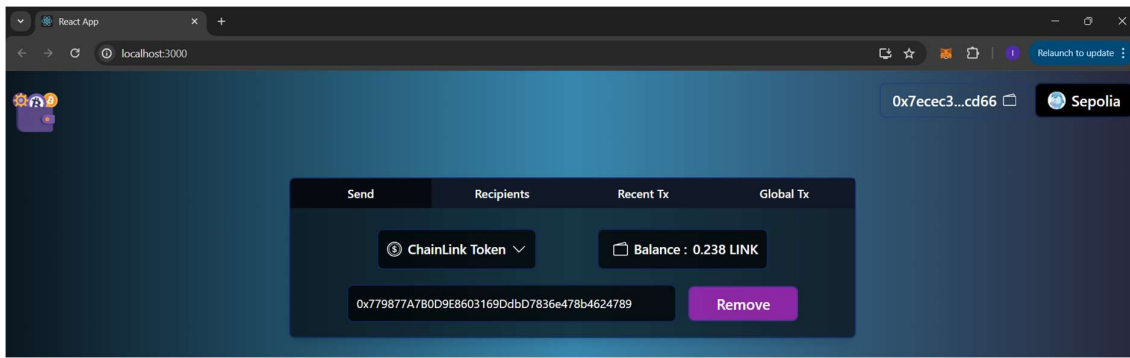 React App
localhost:3000
I
Relaunch to update
0x7ecec3...cd66
Sepolia
Send Recipients Recent Tx Global Tx
ChainLink Token
Balance : 0.238 LINK
0x779877A7B0D9E8603169DdbD7836e478b4624789
Remove